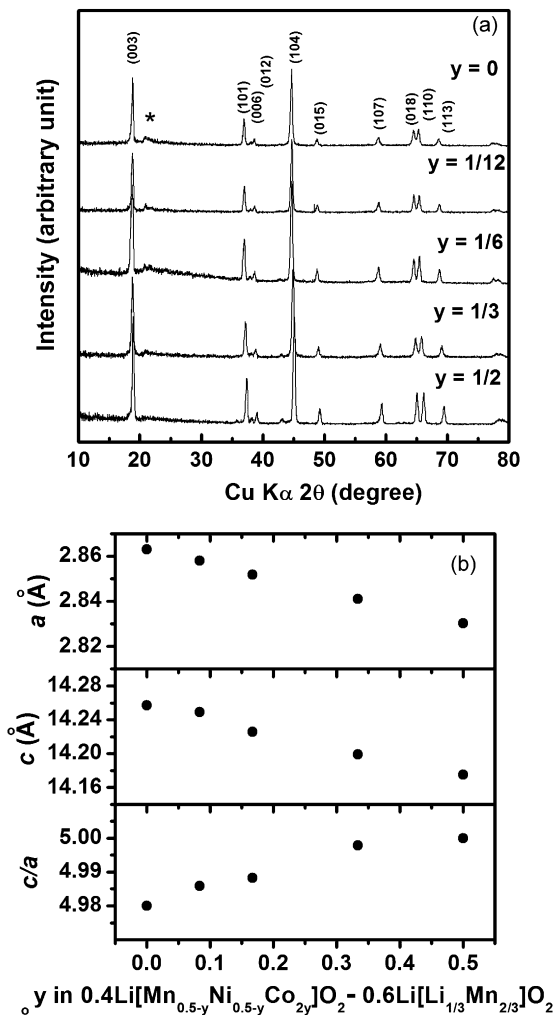 (a)
(003)
*
(101)
(006)
(012)
(104)
(015)
(107)
(018)
(110)
(113)
y = 0
y = 1/12
y = 1/6
y = 1/3
y = 1/2
Intensity (arbitrary unit)
10 20 30 40 50 60 70 80
Cu Kα 2θ (degree)
(b)
2.86
2.84
2.82
a (Å)
14.28
14.24
14.20
14.16
c (Å)
5.00
4.99
4.98
c/a
0.0 0.1 0.2 0.3 0.4 0.5
y in 0.4Li[Mn0.5-yNi0.5-yCo2y]O2- 0.6Li[Li1/3Mn2/3]O2